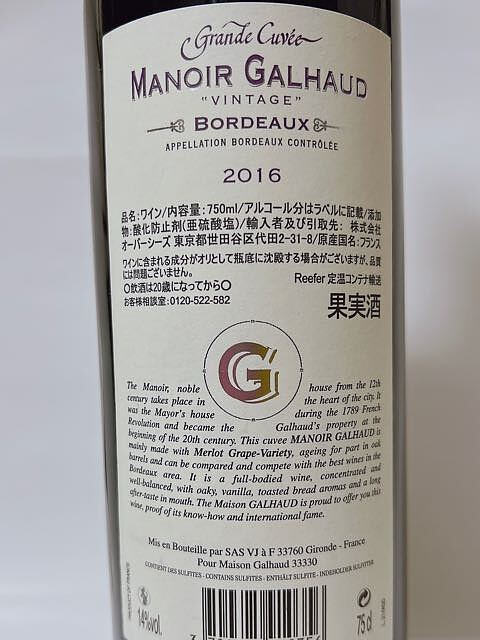 Grande Cuvée
MANOIR GALHAUD
"VINTAGE"
BORDEAUX
APPELLATION BORDEAUX CONTRÔLÉE
2016
品名:ワイン/内容量:750ml/アルコール分はラベルに記載/添加
物:酸化防止剤(亜硫酸塩)/輸入者及び引取先: 株式会社
オーバーシーズ 東京都世田谷区代田2-31-8/原産国名:フランス
ワインに含まれる成分がオリとして瓶底に沈殿する場合がございますが、品質
には問題ございません。
Reefer 定温コンテナ輸送
〇飲酒は20歳になってから〇
お客様相談室:0120-522-582
果実酒
G
The Manoir, noble house from the 12th
century takes place in the heart of the city. It
was the Mayor's house during the 1789 French
Revolution and became the Galhaud's property at the
beginning of the 20th century. This cuvee MANOIR GALHAUD is
mainly made with Merlot Grape-Variety, ageing for part in oak
barrels and can be compared and compete with the best wines in the
Bordeaux area. It is a full-bodied wine, concentrated and
well-balanced, with oaky, vanilla, toasted bread aromas and a long
after-taste in mouth. The Maison GALHAUD is proud to offer you this
wine, proof of its know-how and international fame.
Mis en Bouteille par SAS VJ à F 33760 Gironde - France
Pour Maison Galhaud 33330
CONTIENT DES SULFITES - CONTAINS SULFITES - ENTHÄLT SULFITE - INDEHOLDER SULFITTER
PRODUCT OF FRANCE
14%vol.
75 cl